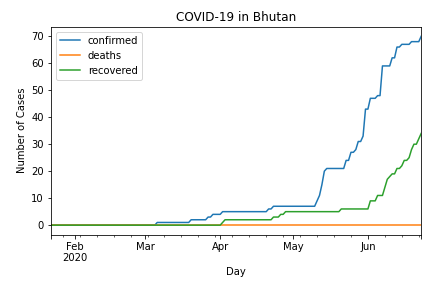 COVID-19 in Bhutan
confirmed
deaths
recovered
Number of Cases
70
60
50
40
30
20
10
0
Feb Mar Apr May Jun
2020
Day